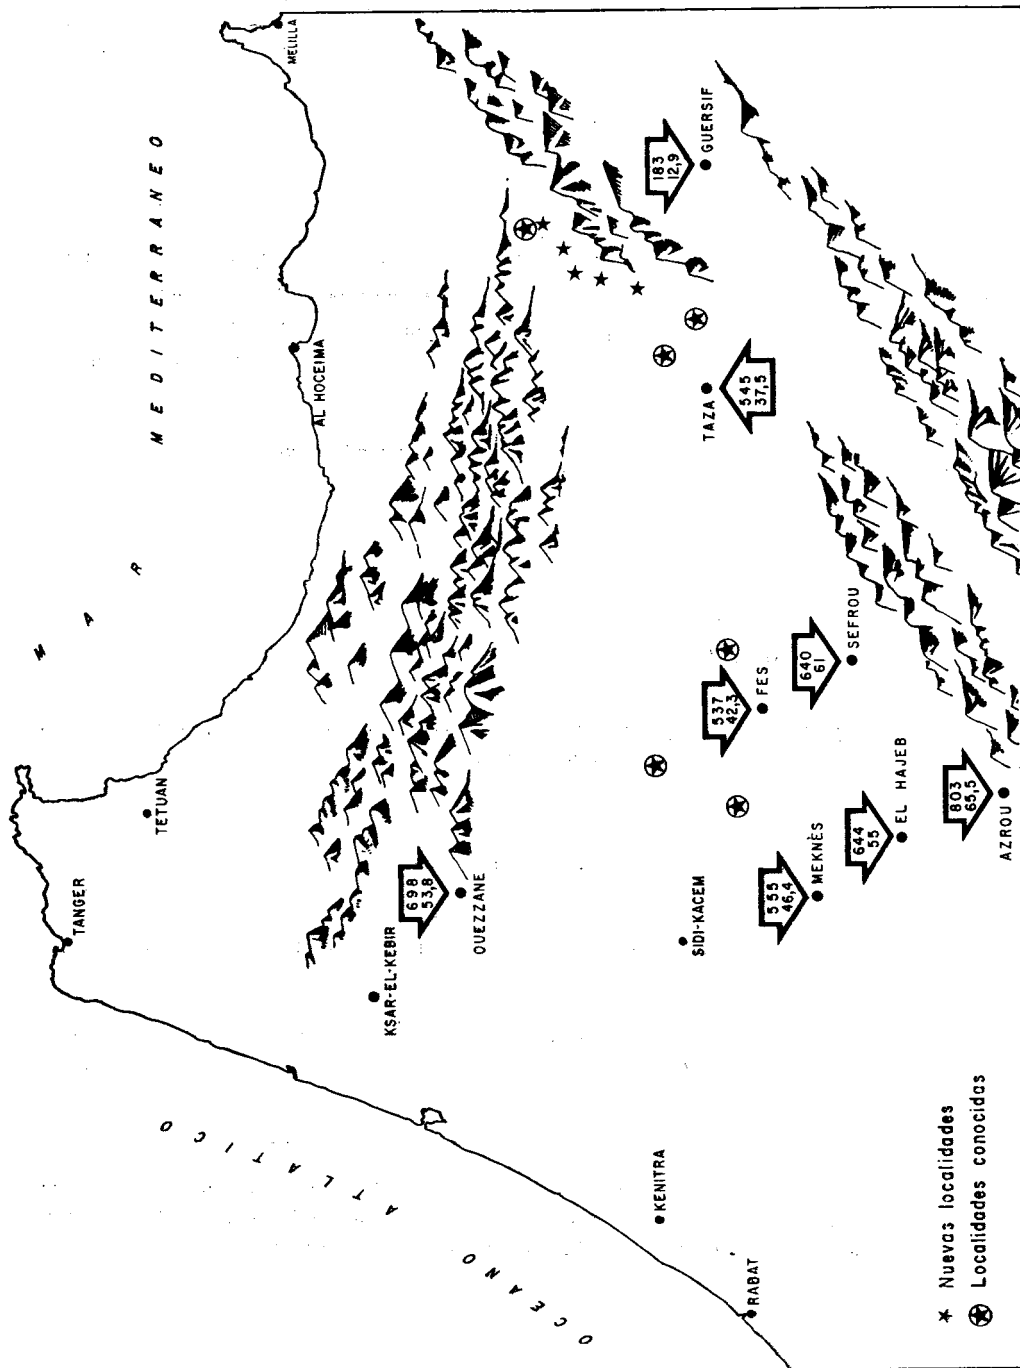 MAR MEDITERRANEO
MELILLA
AL HOCEIMA
TETUAN
TANGER
OCEANO ATLATICO
KSAR-EL-KEBIR
698
53,8
OUEZZANE
183
12,9
GUERSIF
545
37,5
TAZA
537
42,3
FES
640
61
SEFROU
SIDI-KACEM
555
46,4
MEKNÈS
644
55
EL HAJEB
803
65,5
AZROU
KENITRA
RABAT
Nuevas localidades
Localidades conocidas